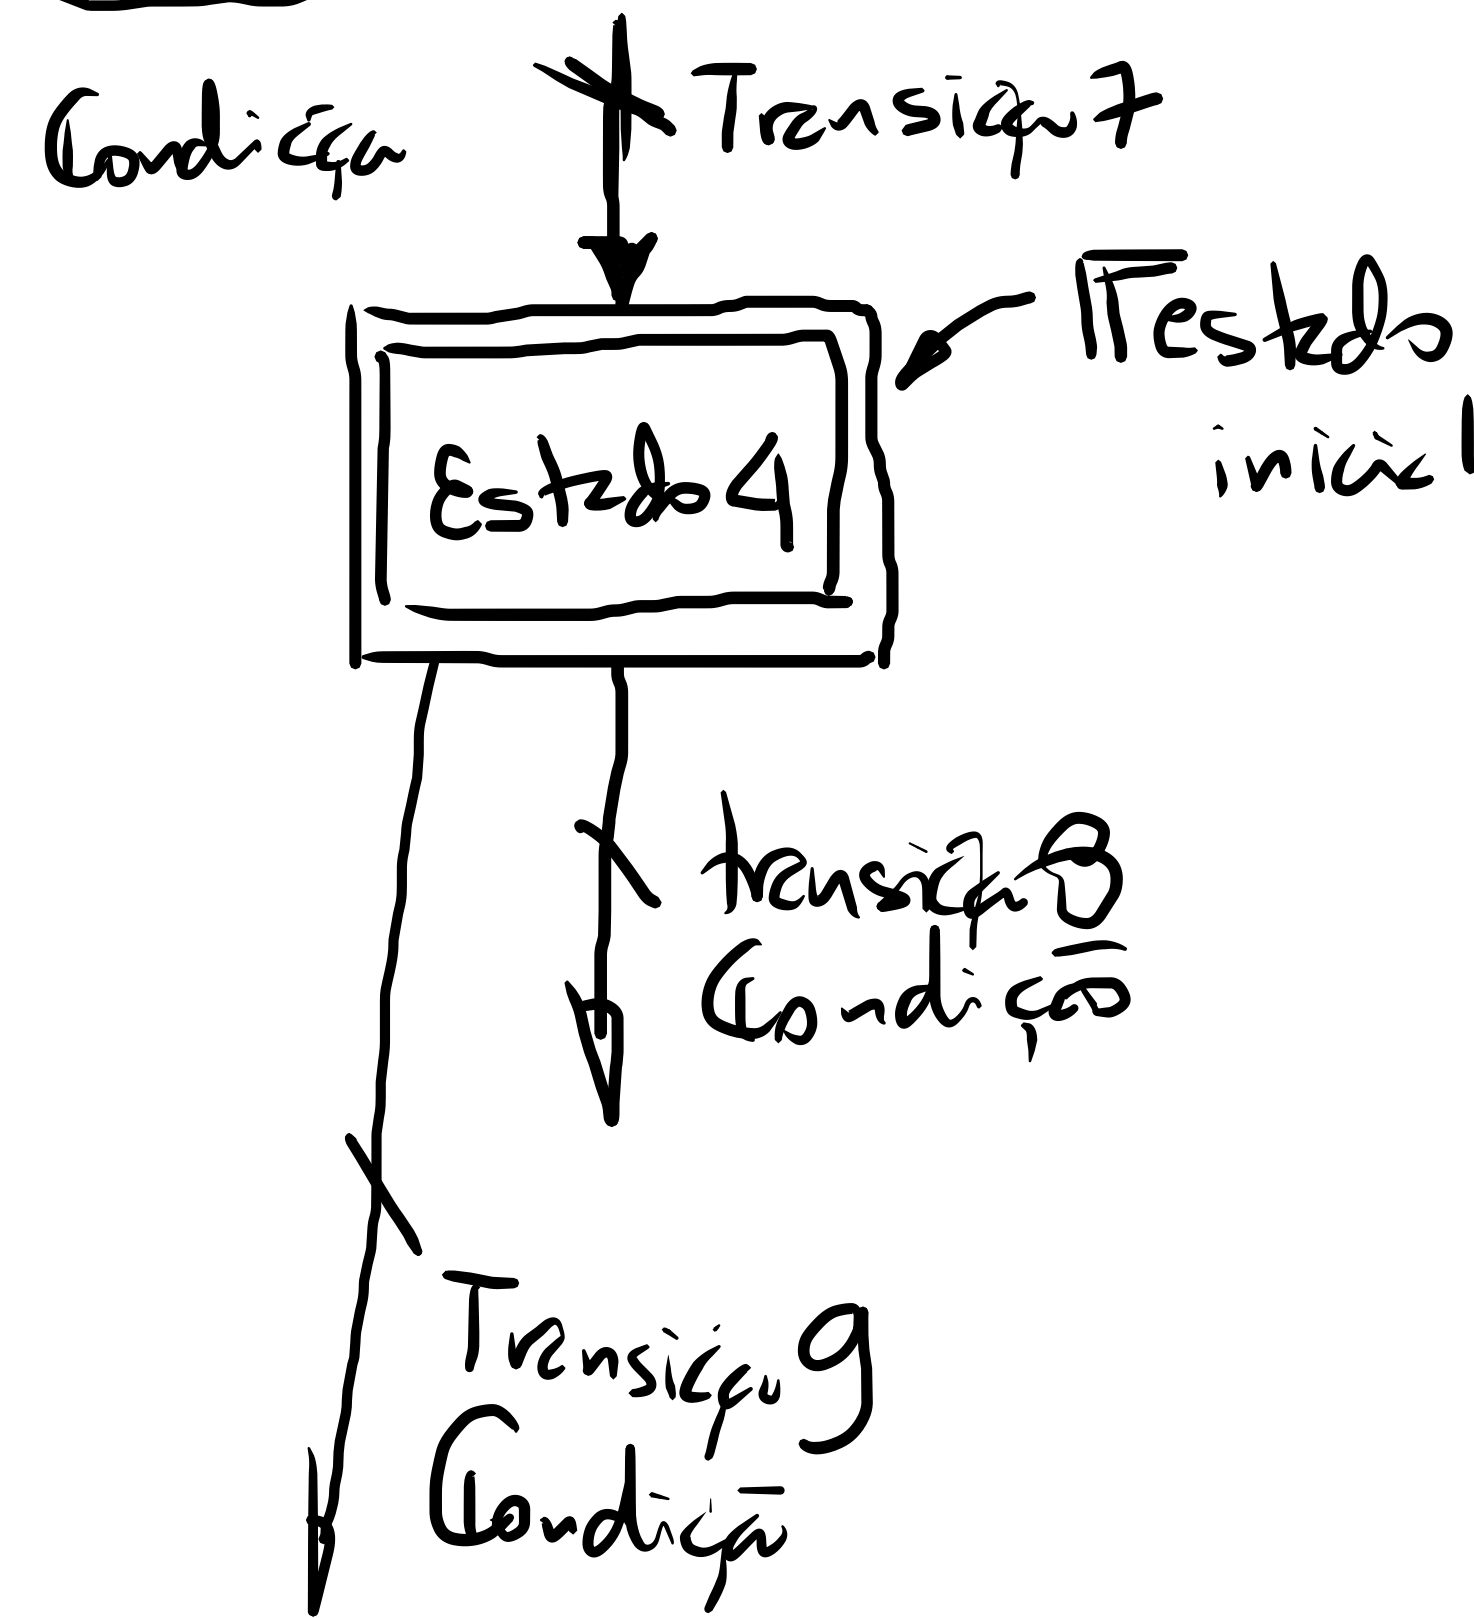 Transição 7
Condição
Estado
inicial
Estado 4
transição 8
Condição
Transição 9
Condição